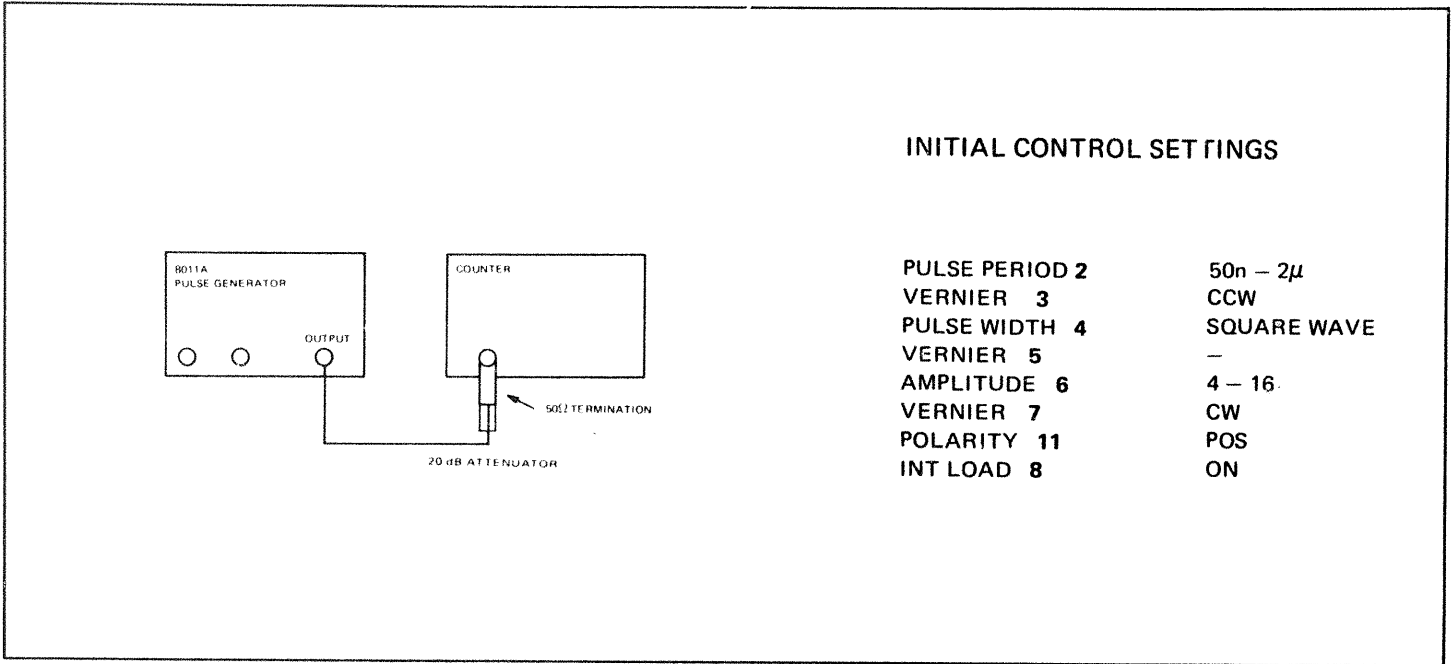 INITIAL CONTROL SETTINGS
8011A
PULSE GENERATOR
OUTPUT
COUNTER
50Ω TERMINATION
20 dB ATTENUATOR
PULSE PERIOD 2 50n – 2μ
VERNIER 3 CCW
PULSE WIDTH 4 SQUARE WAVE
VERNIER 5 –
AMPLITUDE 6 4 – 16
VERNIER 7 CW
POLARITY 11 POS
INT LOAD 8 ON